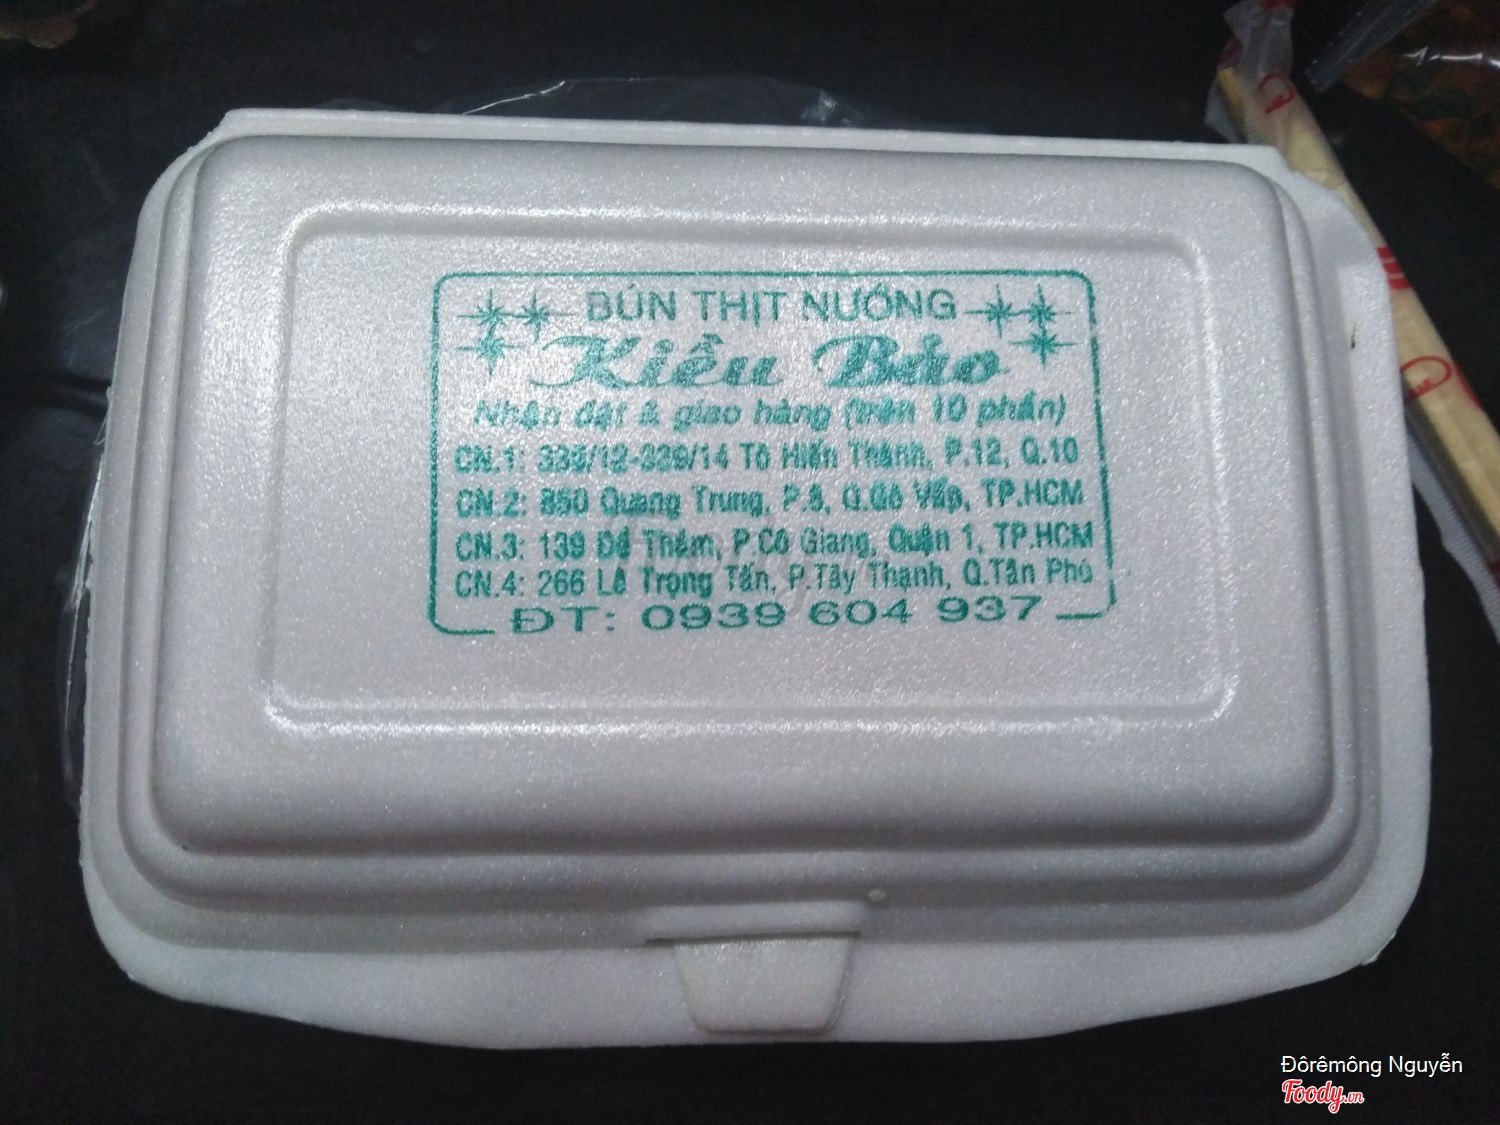 BÚN THỊT NƯỚNG
Kiều Bảo
Nhận đặt & giao hàng (trên 10 phần)
CN.1: 339/12-339/14 Tô Hiến Thành, P.12, Q.10
CN.2: 850 Quang Trung, P.8, Q.Gò Vấp, TP.HCM
CN.3: 139 Đề Thám, P.Cô Giang, Quận 1, TP.HCM
CN.4: 266 Lê Trọng Tấn, P.Tây Thạnh, Q.Tân Phú
ĐT: 0939 604 937
Đôrêmông Nguyễn
Foody.vn